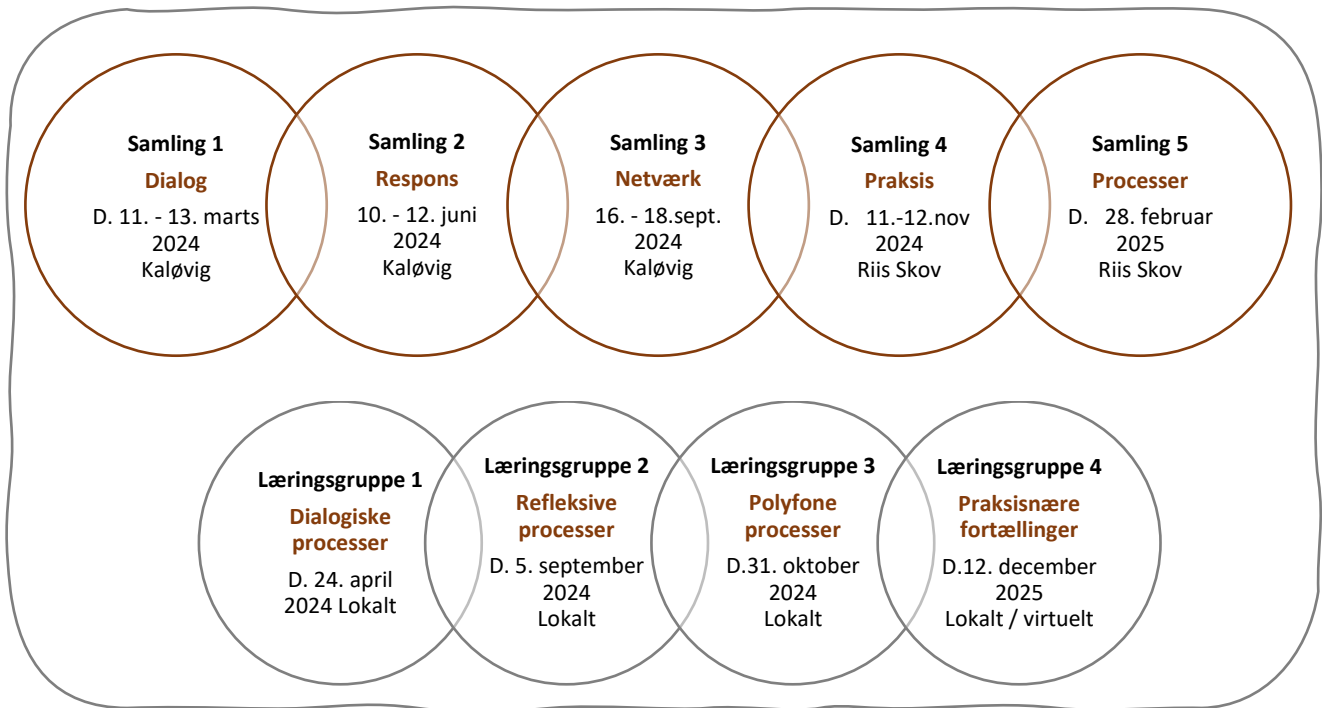 Samling 1
Dialog
D. 11. - 13. marts
2024
Kaløvig
Samling 2
Respons
10. - 12. juni
2024
Kaløvig
Samling 3
Netværk
16. - 18.sept.
2024
Kaløvig
Samling 4
Praksis
D. 11.-12.nov
2024
Riis Skov
Samling 5
Processer
D. 28. februar
2025
Riis Skov
Læringsgruppe 1
Dialogiske
processer
D. 24. april
2024 Lokalt
Læringsgruppe 2
Refleksive
processer
D. 5. september
2024
Lokalt
Læringsgruppe 3
Polyfone
processer
D.31. oktober
2024
Lokalt
Læringsgruppe 4
Praksisnære
fortællinger
D.12. december
2025
Lokalt / virtuelt